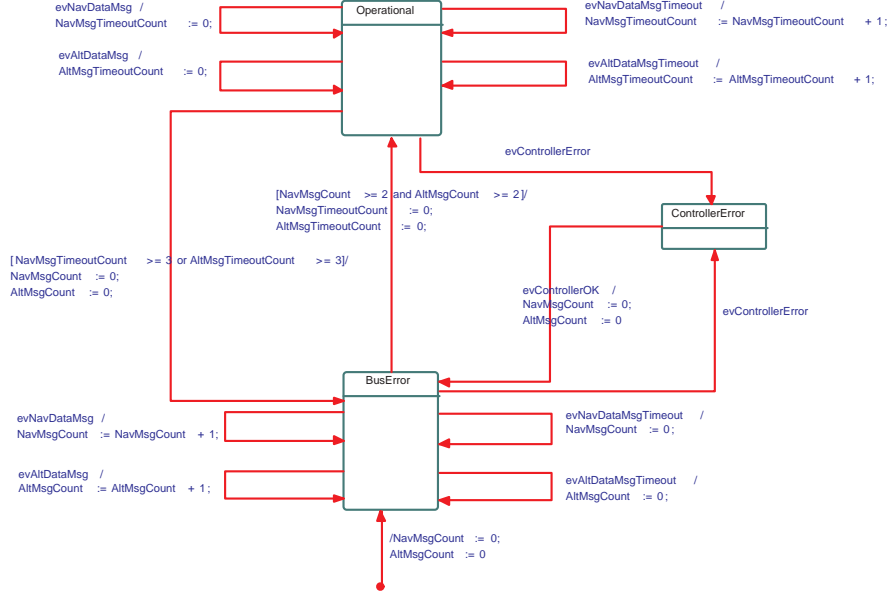 evNavDataMsg /
NavMsgTimeoutCount := 0;
Operational
evNavDataMsgTimeout /
NavMsgTimeoutCount := NavMsgTimeoutCount + 1;
evAltDataMsg /
AltMsgTimeoutCount := 0;
evAltDataMsgTimeout /
AltMsgTimeoutCount := AltMsgTimeoutCount + 1;
evControllerError
[NavMsgCount >= 2 and AltMsgCount >= 2]/
NavMsgTimeoutCount := 0;
AltMsgTimeoutCount := 0;
ControllerError
[NavMsgTimeoutCount >= 3 or AltMsgTimeoutCount >= 3]/
NavMsgCount := 0;
AltMsgCount := 0;
evControllerOK /
NavMsgCount := 0;
AltMsgCount := 0
evControllerError
BusError
evNavDataMsg /
NavMsgCount := NavMsgCount + 1;
evNavDataMsgTimeout /
NavMsgCount := 0;
evAltDataMsg /
AltMsgCount := AltMsgCount + 1;
evAltDataMsgTimeout /
AltMsgCount := 0;
/NavMsgCount := 0;
AltMsgCount := 0